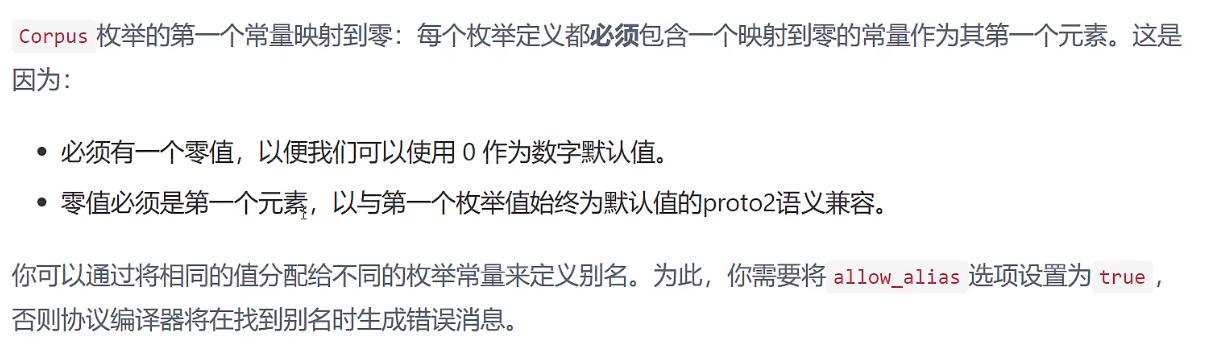 Corpus枚举的第一个常量映射到零：每个枚举定义都必须包含一个映射到零的常量作为其第一个元素。这是
因为：
• 必须有一个零值，以便我们可以使用 0 作为数字默认值。
• 零值必须是第一个元素，以与第一个枚举值始终为默认值的proto2语义兼容。
你可以通过将相同的值分配给不同的枚举常量来定义别名。为此，你需要将 allow_alias 选项设置为 true，
否则协议编译器将在找到别名时生成错误消息。